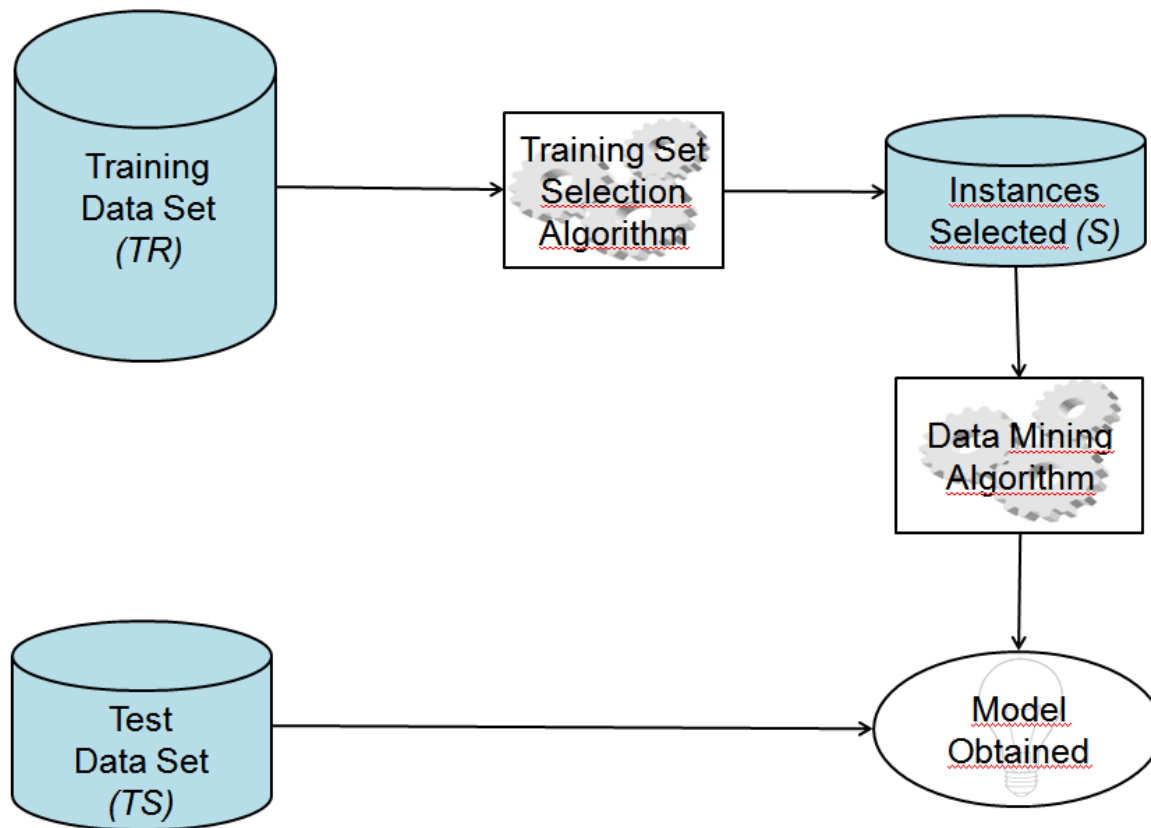 Training
Data Set
(TR)
Training Set
Selection
Algorithm
Instances
Selected (S)
Data Mining
Algorithm
Test
Data Set
(TS)
Model
Obtained